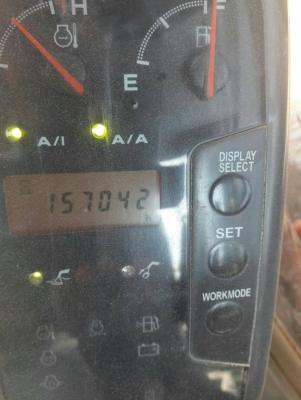 H
F
E
A/I
A/A
DISPLAY
SELECT
157042
h
SET
WORKMODE